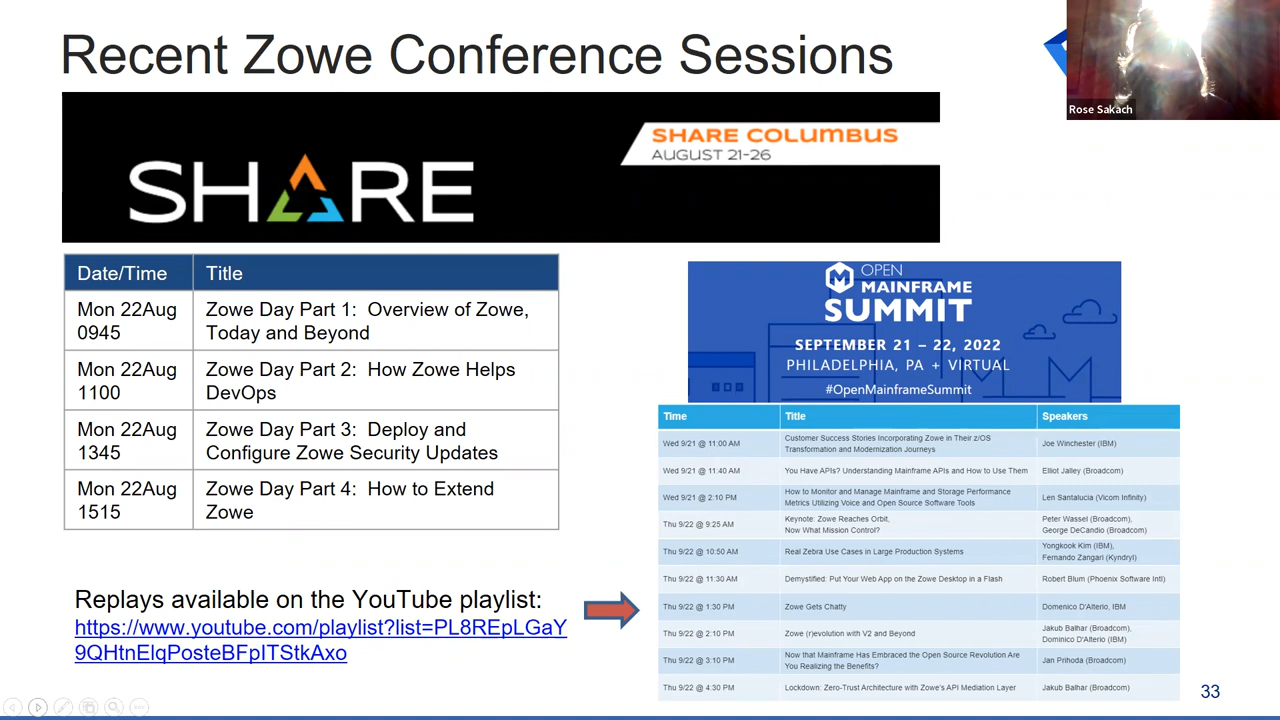 Recent Zowe Conference Sessions
Rose Sakach
SHARE
SHARE COLUMBUS
AUGUST 21-26
Date/Time Title
Mon 22Aug 0945 Zowe Day Part 1: Overview of Zowe,
Today and Beyond
Mon 22Aug 1100 Zowe Day Part 2: How Zowe Helps
DevOps
Mon 22Aug 1345 Zowe Day Part 3: Deploy and
Configure Zowe Security Updates
Mon 22Aug 1515 Zowe Day Part 4: How to Extend
Zowe
Replays available on the YouTube playlist:
https://www.youtube.com/playlist?list=PL8REpLGaY
9QHtnElqPosteBFpITStkAxo
OPEN
MAINFRAME
SUMMIT
SEPTEMBER 21 – 22, 2022
PHILADELPHIA, PA + VIRTUAL
#OpenMainframeSummit
Time Title Speakers
Wed 9/21 @ 11:00 AM Customer Success Stories Incorporating Zowe in Their z/OS
Transformation and Modernization Journeys Joe Winchester (IBM)
Wed 9/21 @ 11:40 AM You Have APIs? Understanding Mainframe APIs and How to Use Them Elliot Jalley (Broadcom)
Wed 9/21 @ 2:10 PM How to Monitor and Manage Mainframe and Storage Performance
Metrics Utilizing Voice and Open Source Software Tools Len Santalucia (Vicom Infinity)
Thu 9/22 @ 9:25 AM Keynote: Zowe Reaches Orbit, Peter Wassel (Broadcom),
Now What Mission Control? George DeCandio (Broadcom)
Thu 9/22 @ 10:50 AM Real Zebra Use Cases in Large Production Systems Yongkook Kim (IBM),
Fernando Zangari (Kyndryl)
Thu 9/22 @ 11:30 AM Demystified: Put Your Web App on the Zowe Desktop in a Flash Robert Blum (Phoenix Software Intl)
Thu 9/22 @ 1:30 PM Zowe Gets Chatty Domenico D'Alterio, IBM
Thu 9/22 @ 2:10 PM Zowe (r)evolution with V2 and Beyond Jakub Balhar (Broadcom),
Dominico D'Alterio (IBM)
Thu 9/22 @ 3:10 PM Now that Mainframe Has Embraced the Open Source Revolution Are
You Realizing the Benefits? Jan Prihoda (Broadcom)
Thu 9/22 @ 4:30 PM Lockdown: Zero-Trust Architecture with Zowe's API Mediation Layer Jakub Balhar (Broadcom)
33